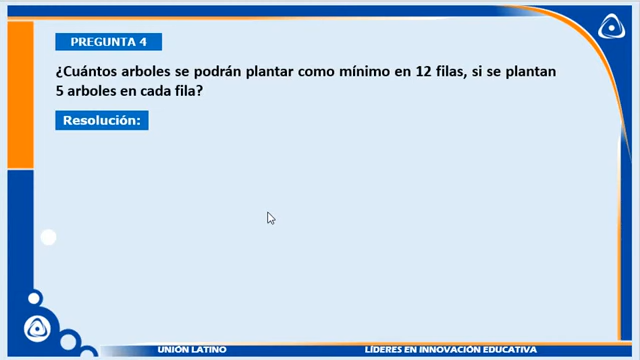 PREGUNTA 4
¿Cuántos arboles se podrán plantar como mínimo en 12 filas, si se plantan
5 arboles en cada fila?
Resolución:
UNIÓN LATINO
LÍDERES EN INNOVACIÓN EDUCATIVA